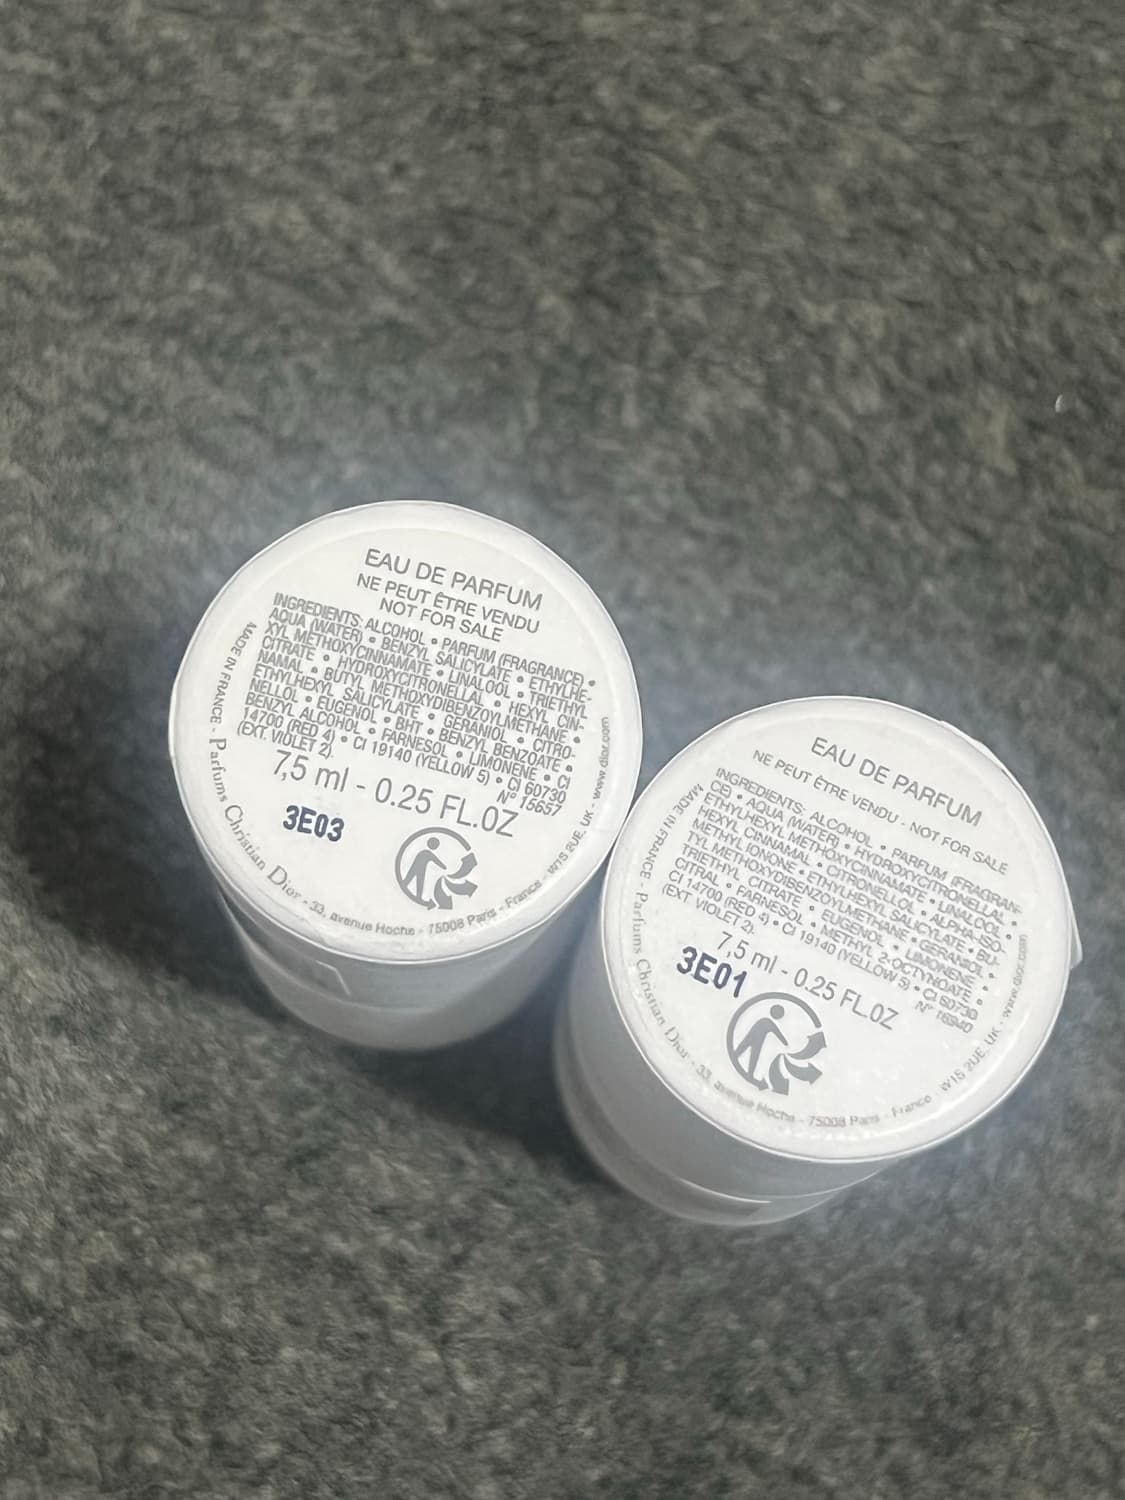 EAU DE PARFUM
NE PEUT ÊTRE VENDU
NOT FOR SALE
INGREDIENTS: ALCOHOL • PARFUM (FRAGRANCE) •
AQUA (WATER) • BENZYL SALICYLATE • ETHYLHE-
XYL METHOXYCINNAMATE • LINALOOL • TRIETHYL
CITRATE • HYDROXYCITRONELLAL • HEXYL CIN-
NAMAL • BUTYL METHOXYDIBENZOYLMETHANE •
ETHYLHEXYL SALICYLATE • GERANIOL • CITRO-
NELLOL • EUGENOL • BHT • BENZYL BENZOATE •
BENZYL ALCOHOL • FARNESOL • LIMONENE • CI
14700 (RED 4) • CI 19140 (YELLOW 5) • CI 60730
(EXT. VIOLET 2). N° 15657
7,5 ml - 0.25 FL.OZ
3E03
MADE IN FRANCE - Parfums Christian Dior - 33, avenue Hoche - 75008 Paris - France - W1S 2UE, UK - www.dior.com
EAU DE PARFUM
NE PEUT ÊTRE VENDU - NOT FOR SALE
INGREDIENTS: ALCOHOL • PARFUM (FRAGRAN-
CE) • AQUA (WATER) • HYDROXYCITRONELLAL •
ETHYLHEXYL METHOXYCINNAMATE • LINALOOL •
HEXYL CINNAMAL • CITRONELLOL • ALPHA-ISO-
METHYL IONONE • ETHYLHEXYL SALICYLATE • BU-
TYL METHOXYDIBENZOYLMETHANE • GERANIOL •
TRIETHYL CITRATE • EUGENOL • LIMONENE •
CITRAL • FARNESOL • METHYL 2-OCTYNOATE •
CI 14700 (RED 4) • CI 19140 (YELLOW 5) • CI 60730
(EXT VIOLET 2). N° 16940
7,5 ml - 0.25 FL.OZ
3E01
MADE IN FRANCE - Parfums Christian Dior - 33, avenue Hoche - 75008 Paris - France - W1S 2UE, UK - www.dior.com